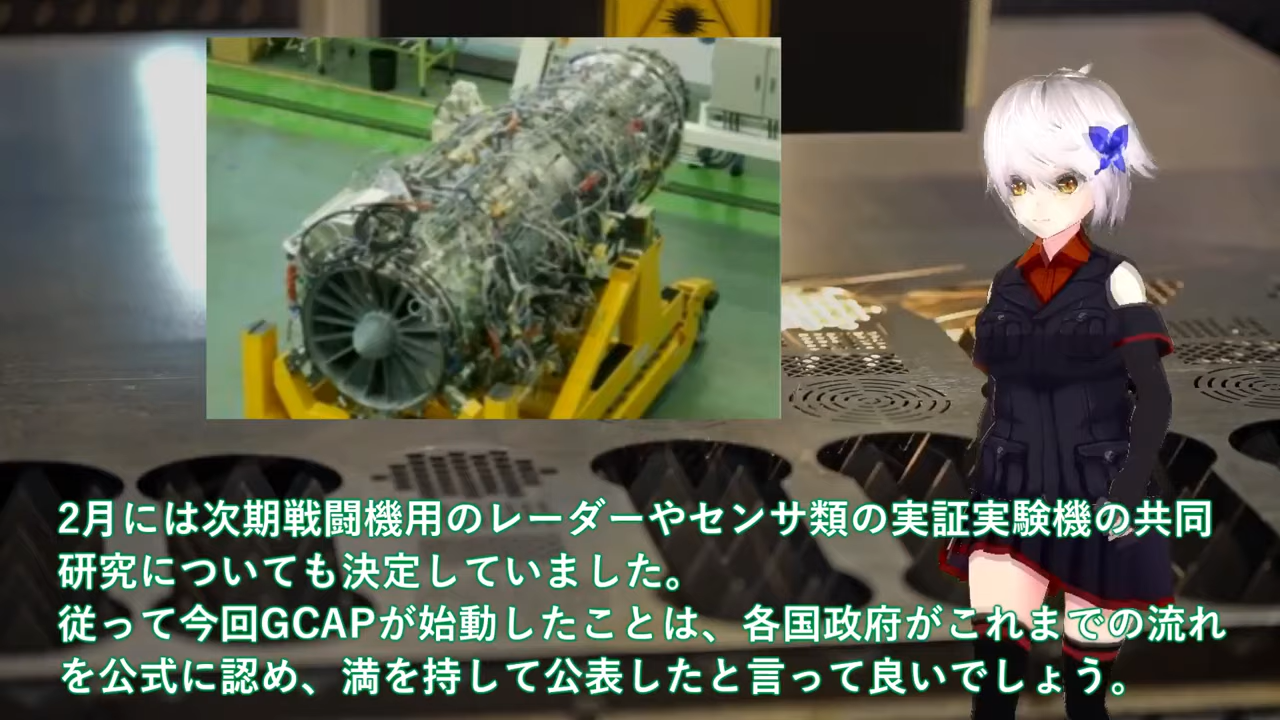 2月には次期戦闘機用のレーダーやセンサ類の実証実験機の共同
研究についても決定していました。
従って今回GCAPが始動したことは、各国政府がこれまでの流れ
を公式に認め、満を持して公表したと言って良いでしょう。